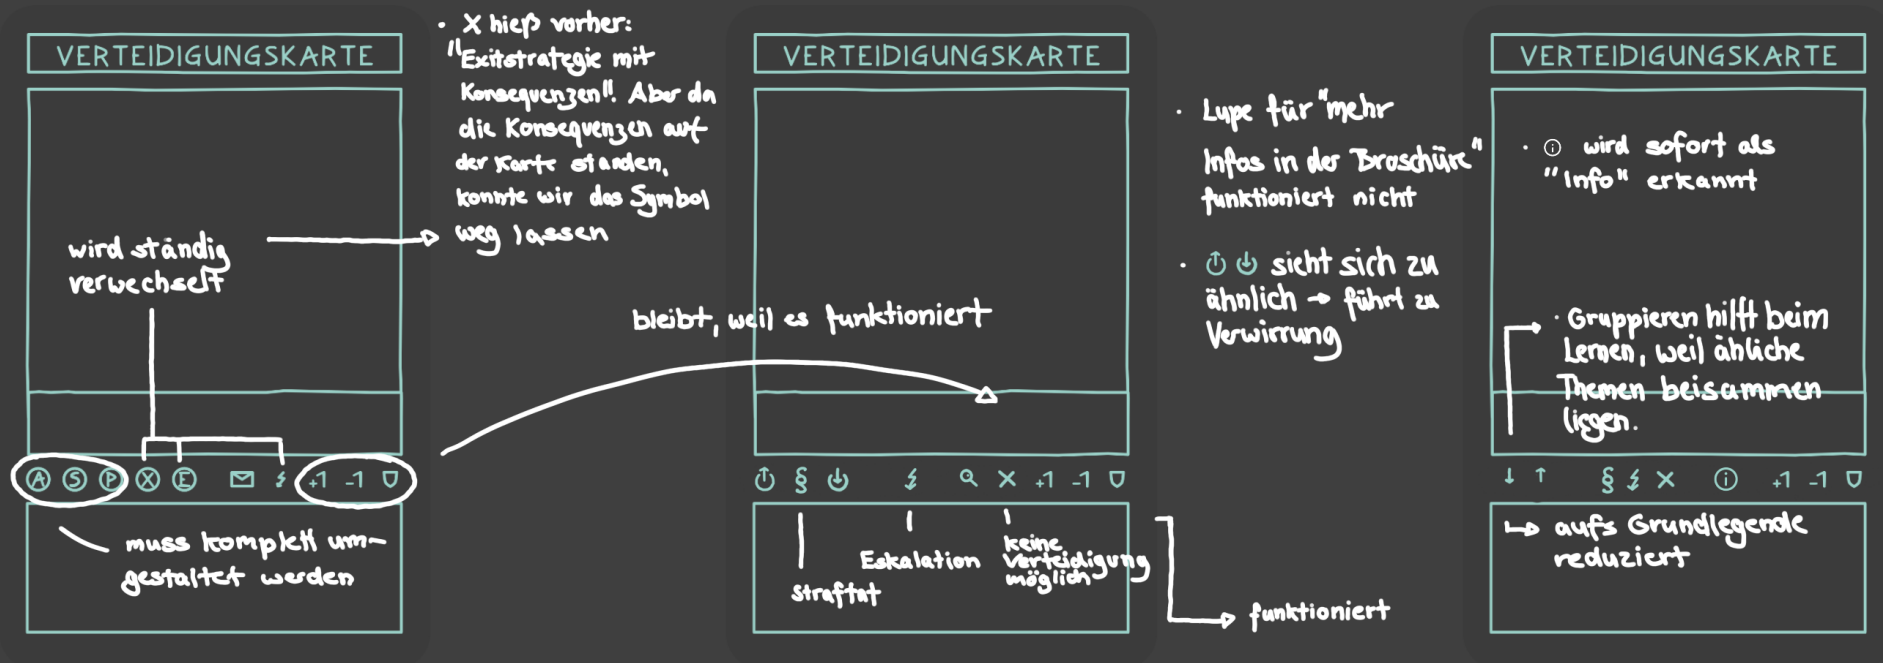 VERTEIDIGUNGSKARTE
wird ständig
verwechselt
A S P X E +1 -1
muss komplett um-
gestaltet werden
· X hieß vorher:
"Exitstrategie mit
Konsequenzen". Aber da
die Konsequenzen auf
der Karte standen,
konnte wir das Symbol
weg lassen
bleibt, weil es funktioniert
VERTEIDIGUNGSKARTE
§ × +1 -1
Straftat
Eskalation
keine
Verteidigung
möglich
funktioniert
· Lupe für "mehr
Infos in der Broschüre"
funktioniert nicht
· sieht sich zu
ähnlich → führt zu
Verwirrung
VERTEIDIGUNGSKARTE
· i wird sofort als
"Info" erkannt
· Gruppieren hilft beim
Lernen, weil ähliche
Themen beisammen
liegen.
↓ ↑ § × i +1 -1
aufs Grundlegende
reduziert